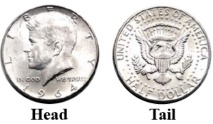 LIBERTY
IN GOD WE TRUST
1964
UNITED STATES OF AMERICA
HALF DOLLAR
Head Tail